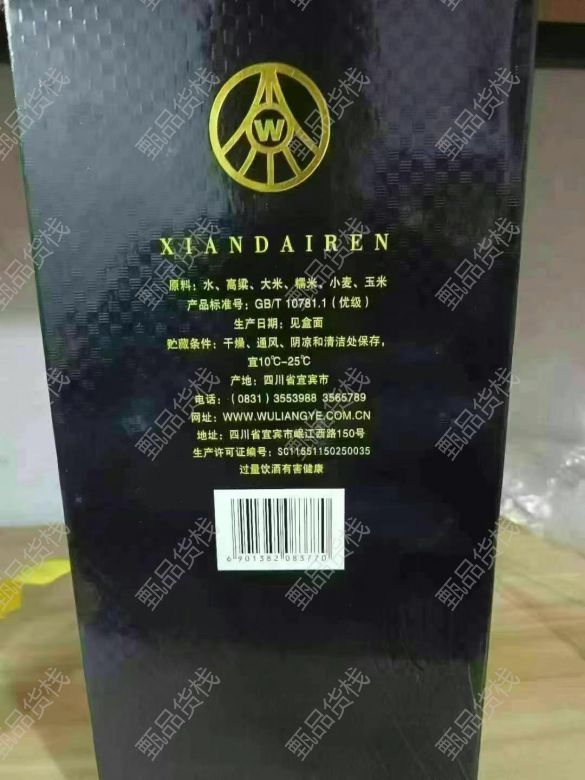 W
XIANDAIREN
原料：水、高粱、大米、糯米、小麦、玉米
产品标准号：GB/T 10781.1（优级）
生产日期：见盒面
贮藏条件：干燥、通风、阴凉和清洁处保存，
宜10℃-25℃
产地：四川省宜宾市
电话：（0831）3553988 3565789
网址：WWW.WULIANGYE.COM.CN
地址：四川省宜宾市岷江西路150号
生产许可证编号：SC11551150250035
过量饮酒有害健康
6 901382 083770
甄品货栈